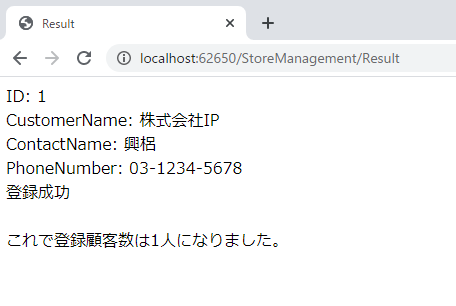 Result
localhost:62650/StoreManagement/Result
ID: 1
CustomerName: 株式会社IP
ContactName: 興梠
PhoneNumber: 03-1234-5678
登録成功
これで登録顧客数は1人になりました。